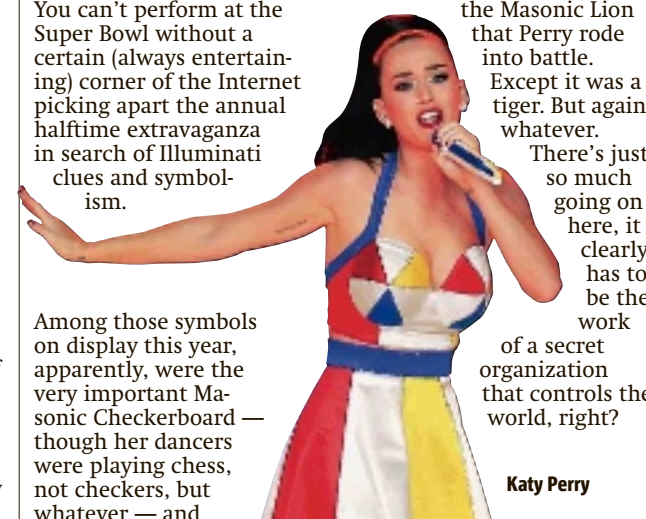 You can't perform at the
Super Bowl without a
certain (always entertain-
ing) corner of the Internet
picking apart the annual
halftime extravaganza
in search of Illuminati
clues and symbol-
ism.
Among those symbols
on display this year,
apparently, were the
very important Ma-
sonic Checkerboard —
though her dancers
were playing chess,
not checkers, but
whatever — and
the Masonic Lion
that Perry rode
into battle.
Except it was a
tiger. But again
whatever.
There's just
so much
going on
here, it
clearly
has to
be the
work
of a secret
organization
that controls the
world, right?
Katy Perry